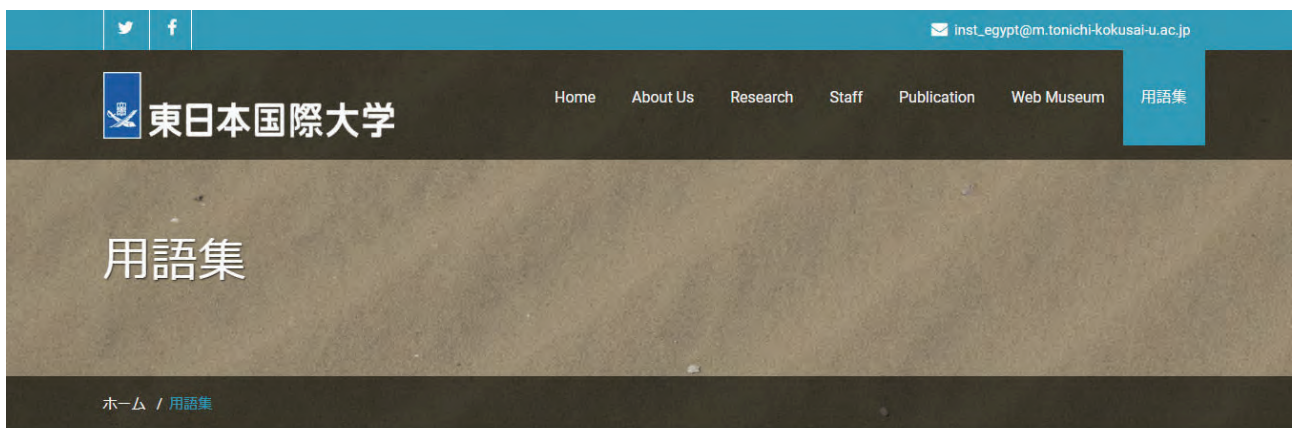 inst_egypt@m.tonichi-kokusai-u.ac.jp
東日本国際大学
Home About Us Research Staff Publication Web Museum 用語集
用語集
ホーム / 用語集